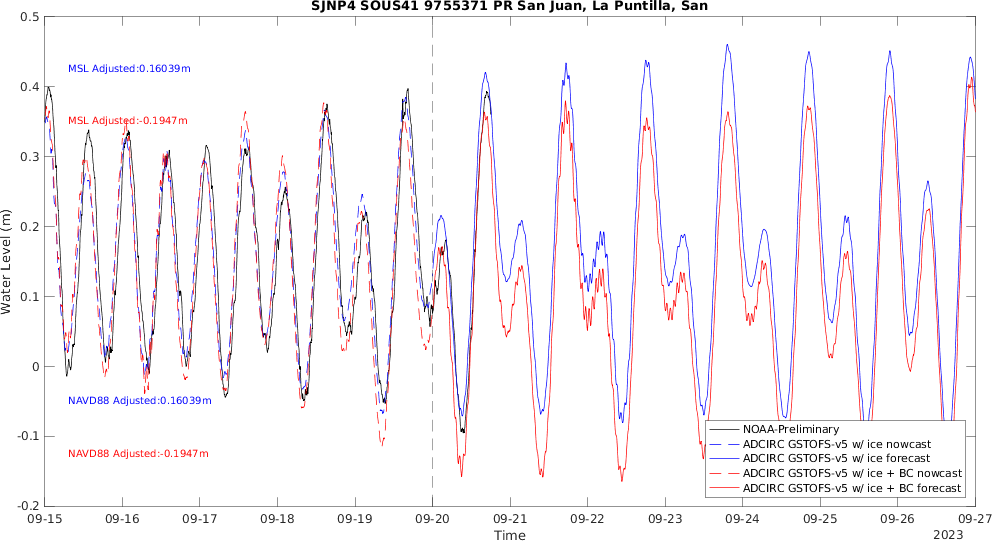 SJNP4 SOUS41 9755371 PR San Juan, La Puntilla, San
0.5
MSL Adjusted:0.16039m
0.4
MSL Adjusted:-0.1947m
0.3
0.2
Water Level (m)
0.1
0
NAVD88 Adjusted:0.16039m
-0.1
NAVD88 Adjusted:-0.1947m
-0.2
NOAA-Preliminary
ADCIRC GSTOFS-v5 w/ ice nowcast
ADCIRC GSTOFS-v5 w/ ice forecast
ADCIRC GSTOFS-v5 w/ ice + BC nowcast
ADCIRC GSTOFS-v5 w/ ice + BC forecast
09-15 09-16 09-17 09-18 09-19 09-20 09-21 09-22 09-23 09-24 09-25 09-26 09-27
Time
2023